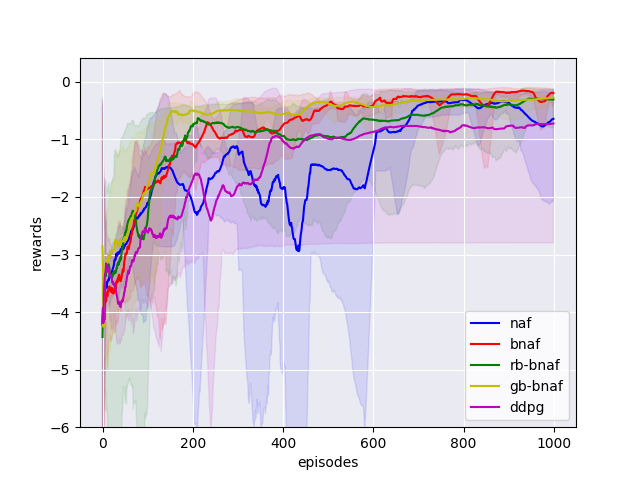 0
−1
−2
−3
−4
−5
−6
rewards
0
200
400
600
800
1000
episodes
naf
bnaf
rb-bnaf
gb-bnaf
ddpg